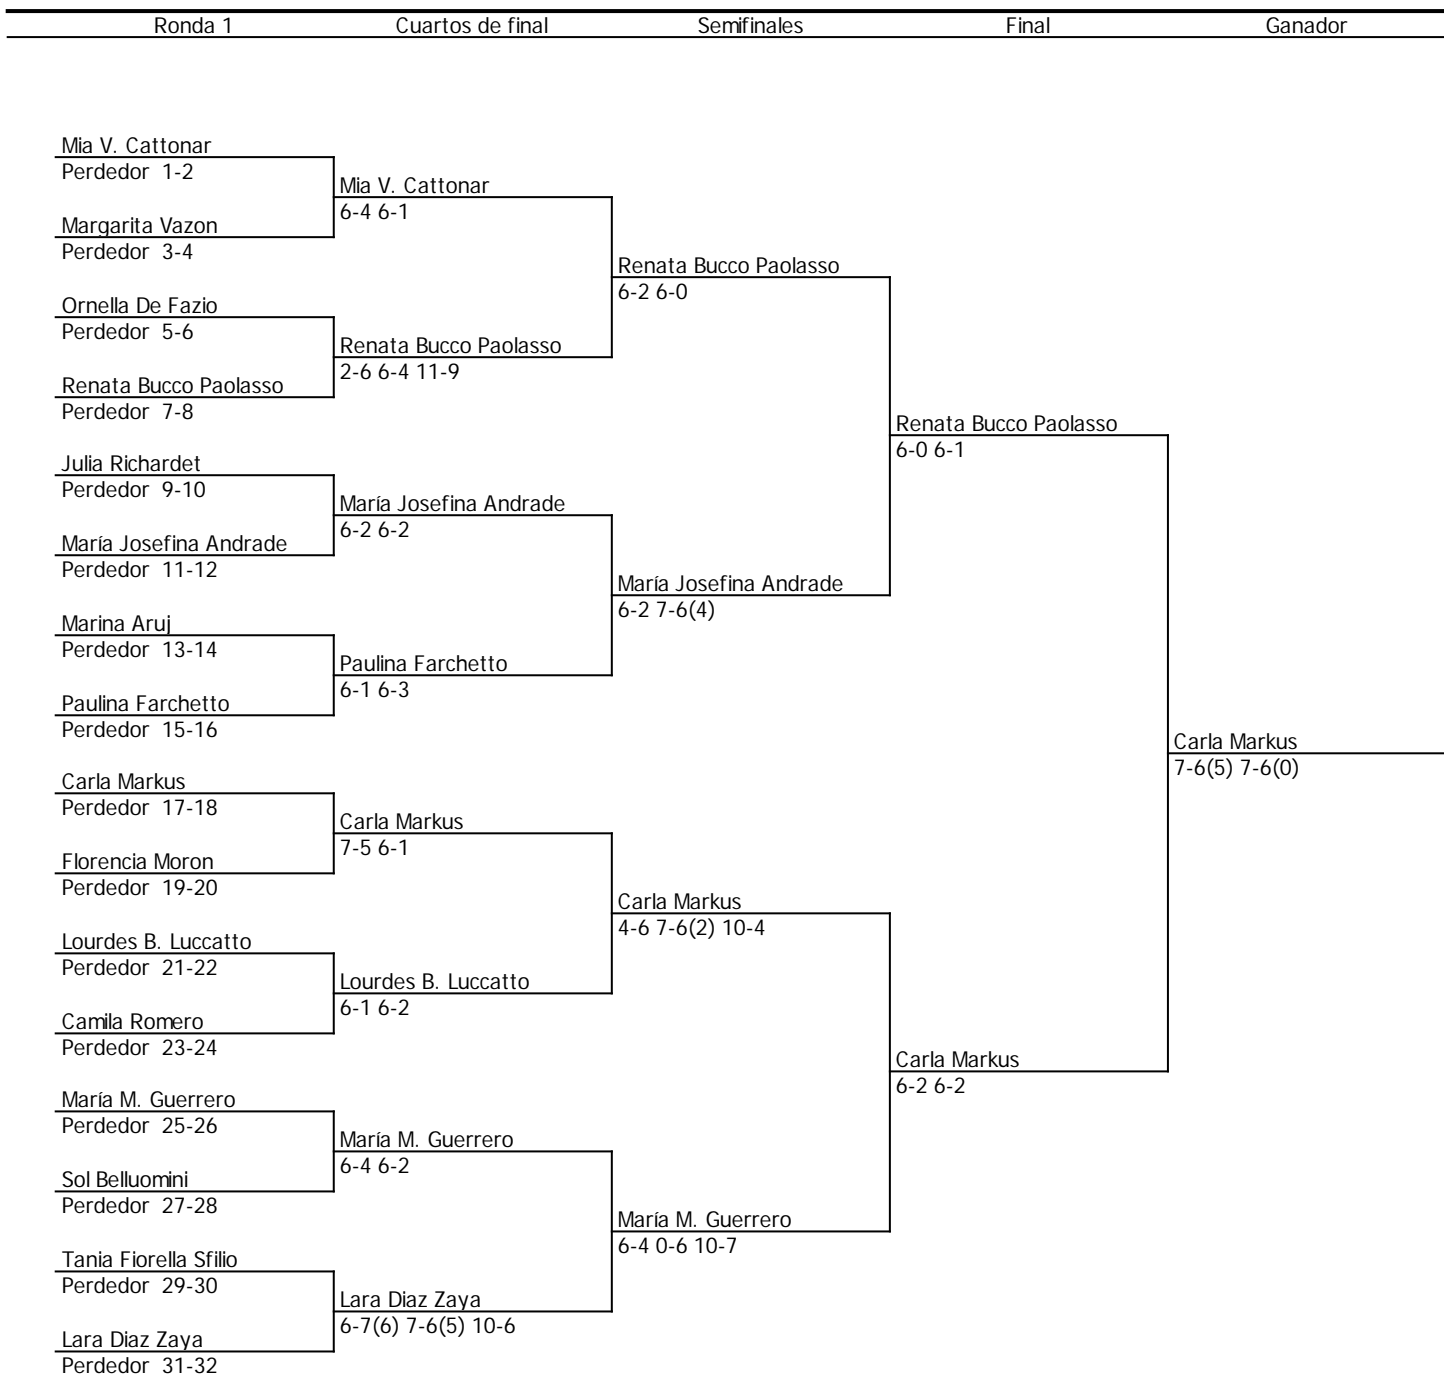 Ronda 1 Cuartos de final Semifinales Final Ganador
Mia V. Cattonar
Perdedor 1-2
Mia V. Cattonar
6-4 6-1
Margarita Vazon
Perdedor 3-4
Renata Bucco Paolasso
6-2 6-0
Ornella De Fazio
Perdedor 5-6
Renata Bucco Paolasso
2-6 6-4 11-9
Renata Bucco Paolasso
Perdedor 7-8
Renata Bucco Paolasso
6-0 6-1
Julia Richardet
Perdedor 9-10
María Josefina Andrade
6-2 6-2
María Josefina Andrade
Perdedor 11-12
María Josefina Andrade
6-2 7-6(4)
Marina Aruj
Perdedor 13-14
Paulina Farchetto
6-1 6-3
Paulina Farchetto
Perdedor 15-16
Carla Markus
7-6(5) 7-6(0)
Carla Markus
Perdedor 17-18
Carla Markus
7-5 6-1
Florencia Moron
Perdedor 19-20
Carla Markus
4-6 7-6(2) 10-4
Lourdes B. Luccatto
Perdedor 21-22
Lourdes B. Luccatto
6-1 6-2
Camila Romero
Perdedor 23-24
Carla Markus
6-2 6-2
María M. Guerrero
Perdedor 25-26
María M. Guerrero
6-4 6-2
Sol Belluomini
Perdedor 27-28
María M. Guerrero
6-4 0-6 10-7
Tania Fiorella Sfilio
Perdedor 29-30
Lara Diaz Zaya
6-7(6) 7-6(5) 10-6
Lara Diaz Zaya
Perdedor 31-32